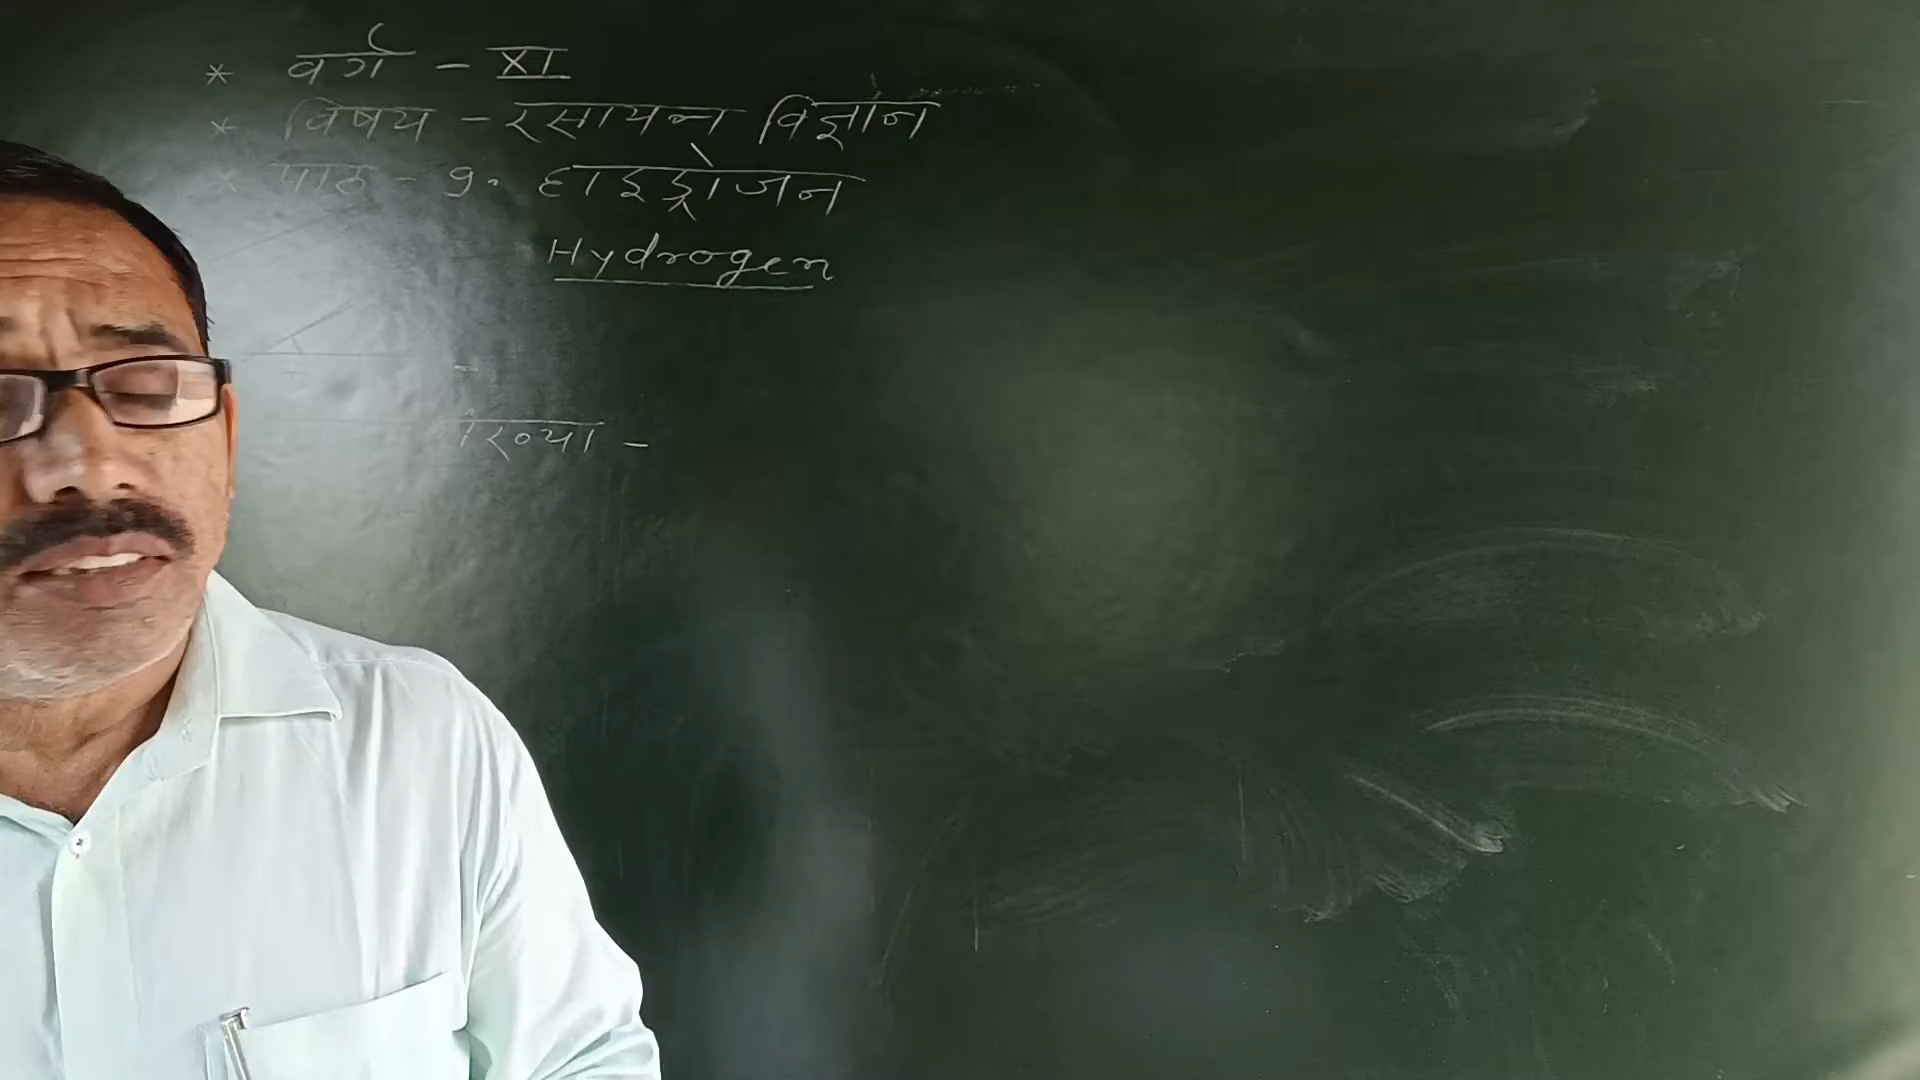 * वर्ग - XI
* विषय - रसायन विज्ञान
* पाठ - 9. हाइड्रोजन
Hydrogen